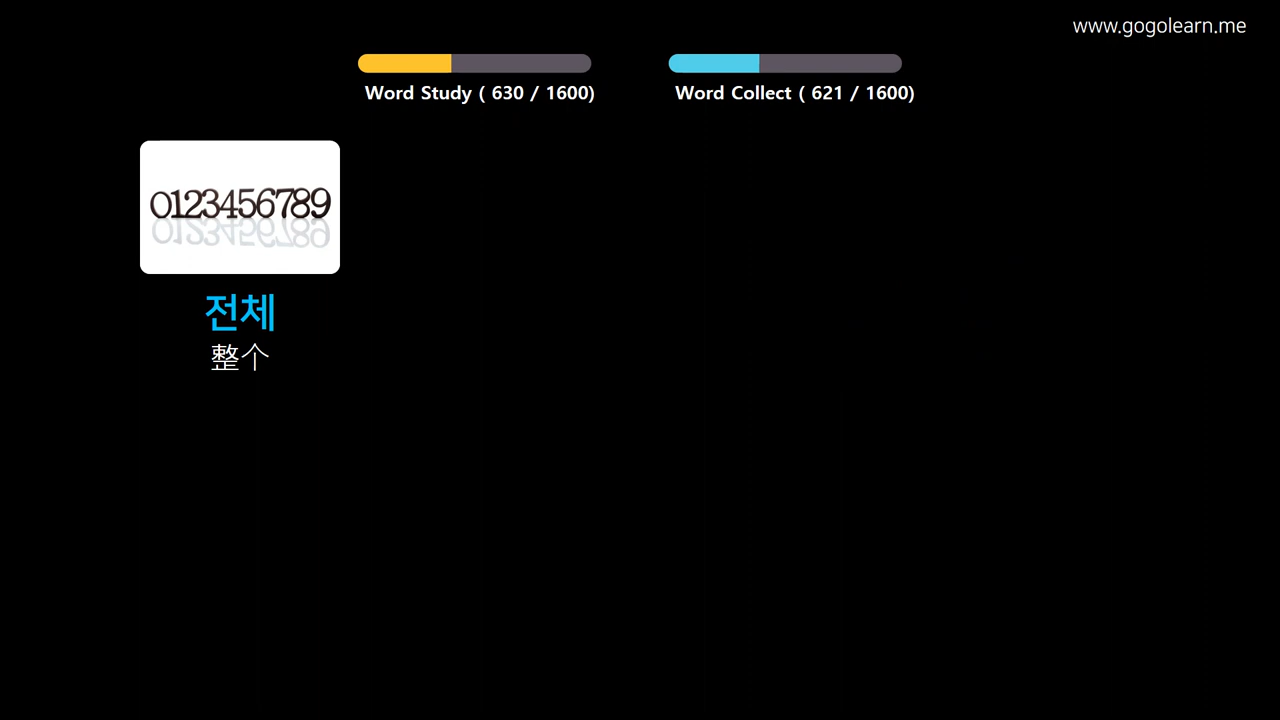 www.gogolearn.me
Word Study ( 630 / 1600)
Word Collect ( 621 / 1600)
0123456789
전체
整个